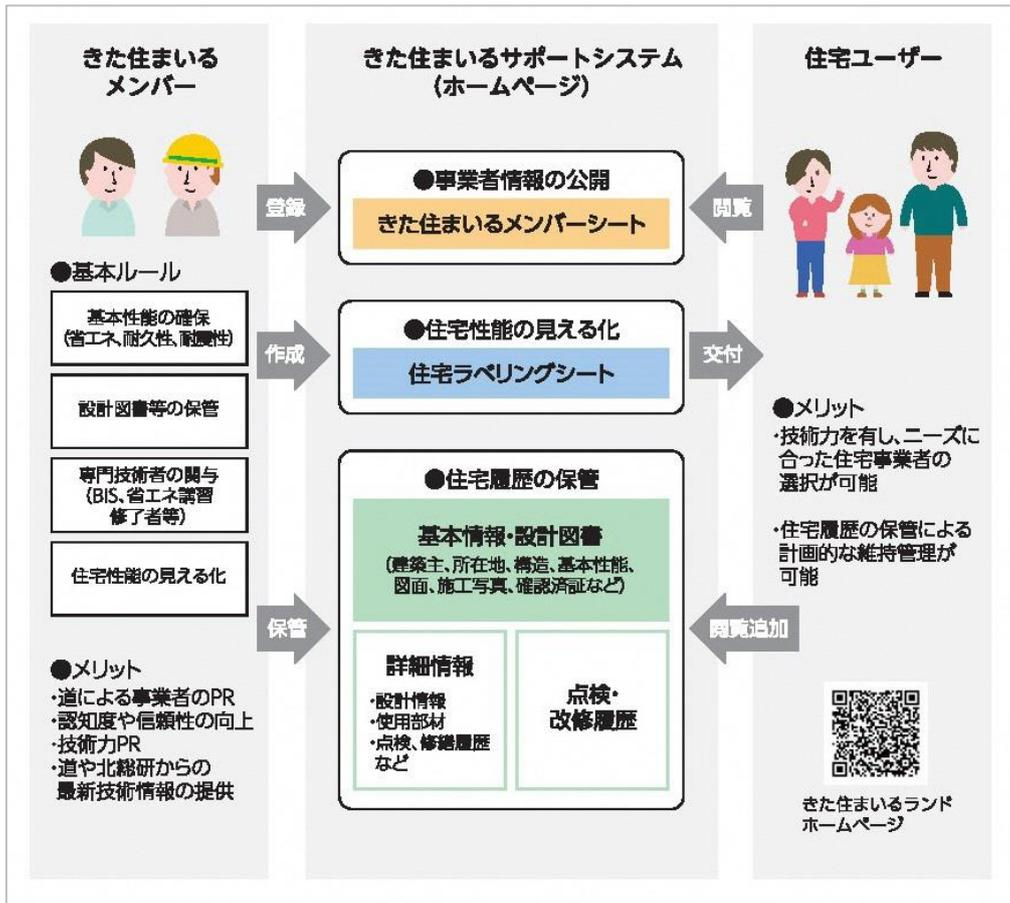 きた住まいる
メンバー
●基本ルール
基本性能の確保
(省エネ、耐久性、耐震性)
設計図書等の保管
専門技術者の関与
(BIS、省エネ講習
修了者等)
住宅性能の見える化
●メリット
・道による事業者のPR
・認知度や信頼性の向上
・技術力PR
・道や北総研からの
最新技術情報の提供
登録
作成
保管
きた住まいるサポートシステム
(ホームページ)
●事業者情報の公開
きた住まいるメンバーシート
●住宅性能の見える化
住宅ラベリングシート
●住宅履歴の保管
基本情報・設計図書
(建築主、所在地、構造、基本性能、
図面、施工写真、確認済証など)
詳細情報
・設計情報
・使用部材
・点検、修繕履歴
など
点検・
改修履歴
閲覧
交付
閲覧追加
住宅ユーザー
●メリット
・技術力を有し、ニーズに
合った住宅事業者の
選択が可能
・住宅履歴の保管による
計画的な維持管理が
可能
きた住まいるランド
ホームページ